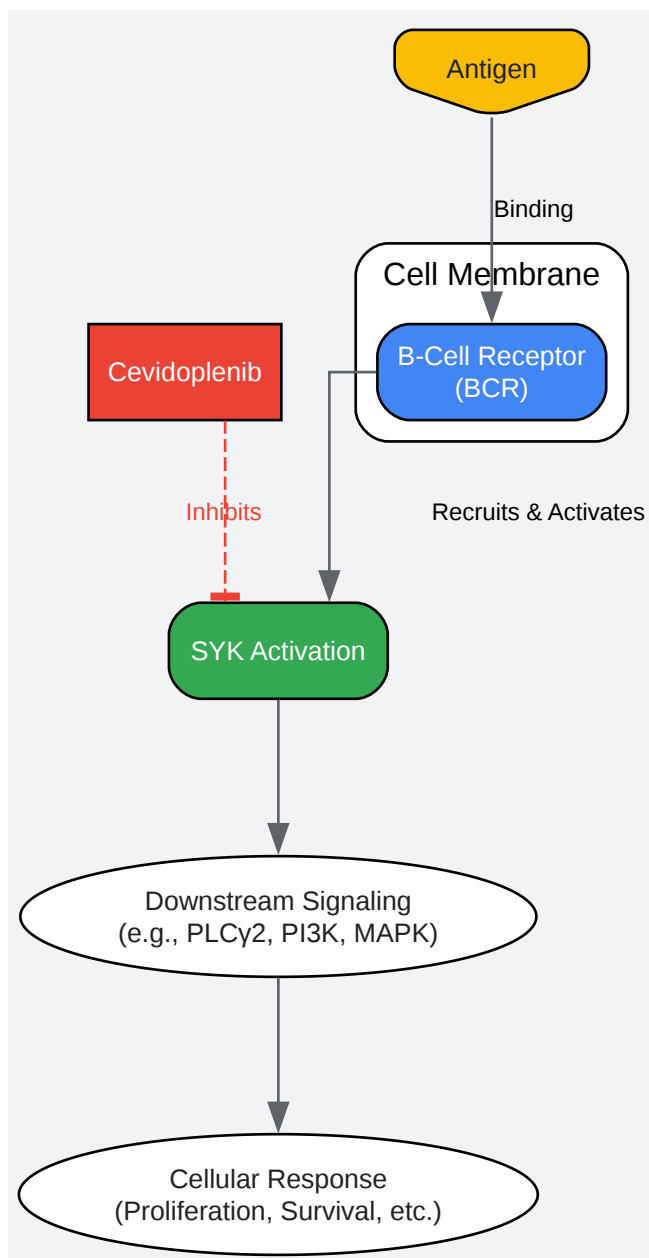 Antigen
Binding
Cell Membrane
Cevidoplenib
B-Cell Receptor
(BCR)
Inhibits
Recruits & Activates
SYK Activation
Downstream Signaling
(e.g., PLCγ2, PI3K, MAPK)
Cellular Response
(Proliferation, Survival, etc.)